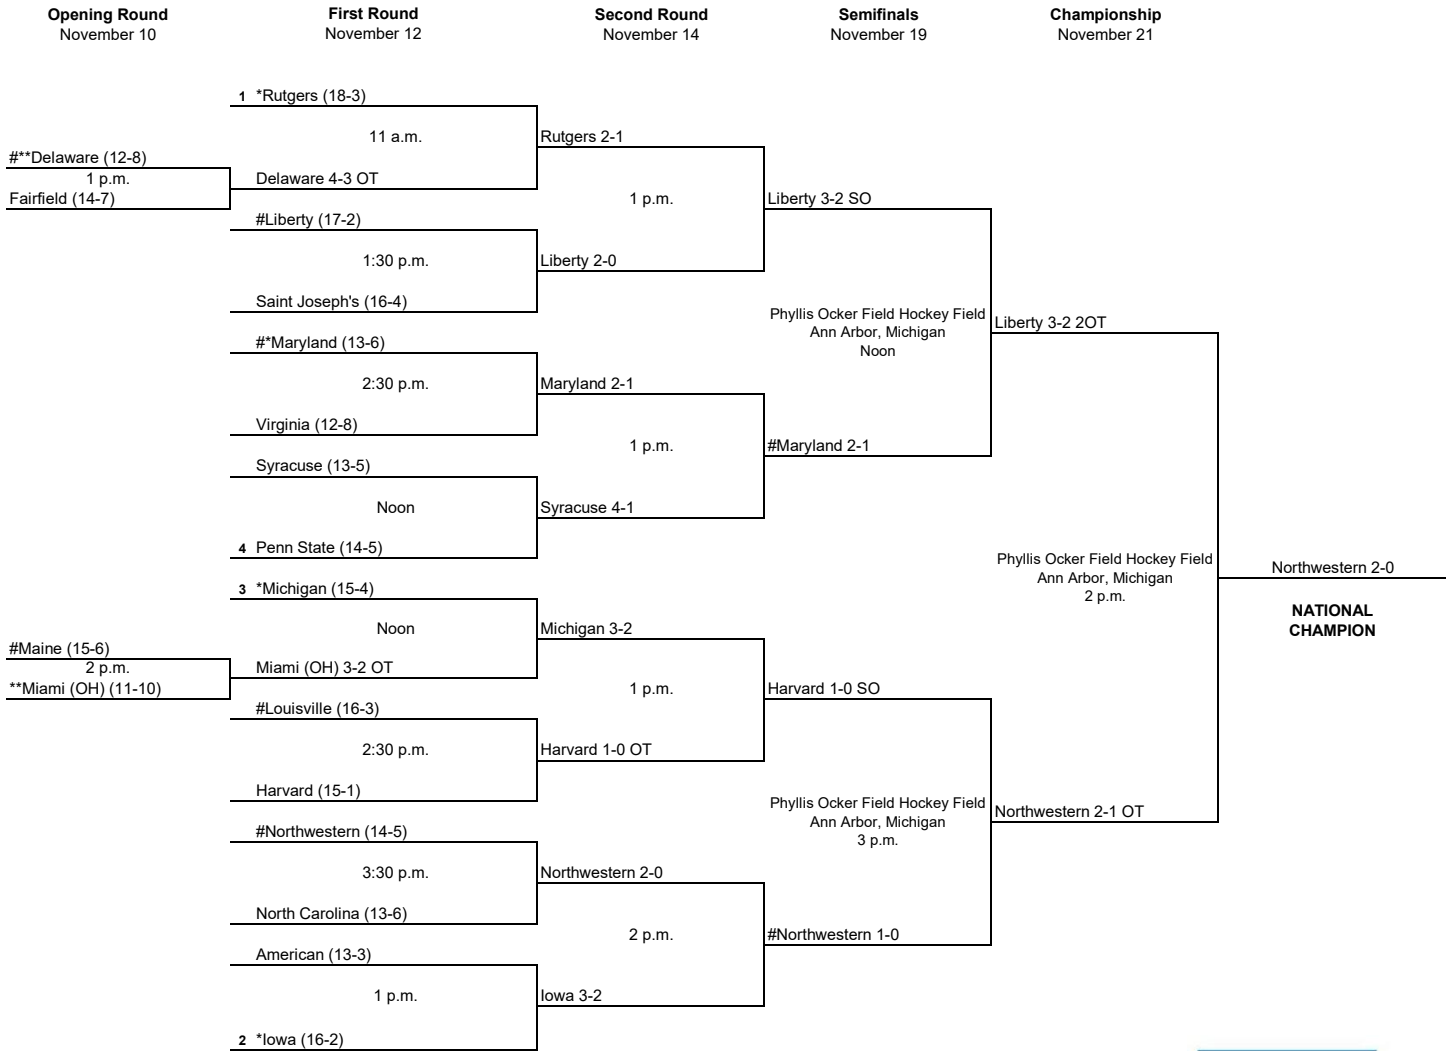 Opening Round
November 10
First Round
November 12
Second Round
November 14
Semifinals
November 19
Championship
November 21
1 *Rutgers (18-3)
11 a.m.
Rutgers 2-1
#**Delaware (12-8)
1 p.m.
Fairfield (14-7)
Delaware 4-3 OT
1 p.m.
Liberty 3-2 SO
#Liberty (17-2)
1:30 p.m.
Liberty 2-0
Saint Joseph's (16-4)
Phyllis Ocker Field Hockey Field
Ann Arbor, Michigan
Noon
Liberty 3-2 2OT
#*Maryland (13-6)
2:30 p.m.
Maryland 2-1
Virginia (12-8)
1 p.m.
#Maryland 2-1
Syracuse (13-5)
Noon
Syracuse 4-1
4 Penn State (14-5)
Phyllis Ocker Field Hockey Field
Ann Arbor, Michigan
2 p.m.
Northwestern 2-0
NATIONAL
CHAMPION
3 *Michigan (15-4)
Noon
Michigan 3-2
#Maine (15-6)
2 p.m.
**Miami (OH) (11-10)
Miami (OH) 3-2 OT
1 p.m.
Harvard 1-0 SO
#Louisville (16-3)
2:30 p.m.
Harvard 1-0 OT
Harvard (15-1)
Phyllis Ocker Field Hockey Field
Ann Arbor, Michigan
3 p.m.
Northwestern 2-1 OT
#Northwestern (14-5)
3:30 p.m.
Northwestern 2-0
North Carolina (13-6)
2 p.m.
#Northwestern 1-0
American (13-3)
1 p.m.
Iowa 3-2
2 *Iowa (16-2)